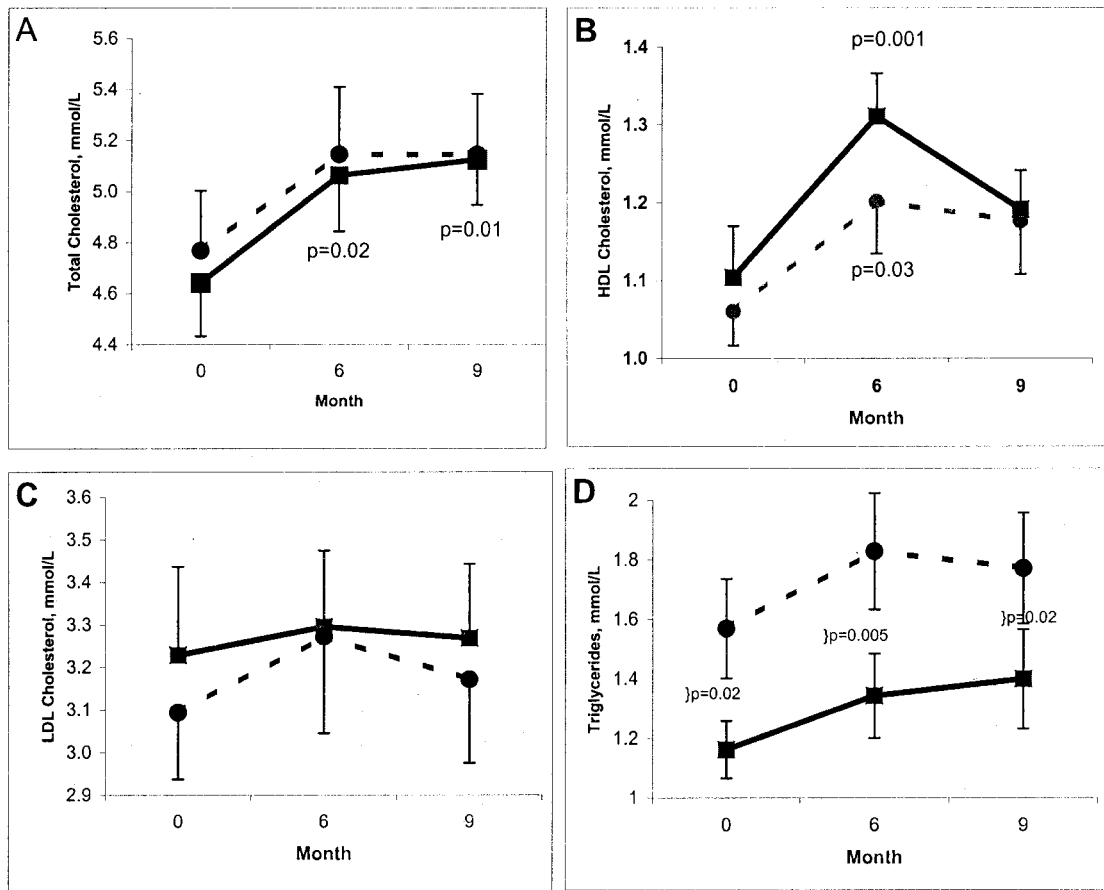 A
5.6
5.4
5.2
5.0
4.8
4.6
4.4
Total Cholesterol, mmol/L
p=0.02
p=0.01
0 6 9
Month
B
1.4
1.3
1.2
1.1
1.0
HDL Cholesterol, mmol/L
p=0.001
p=0.03
0 6 9
Month
C
3.6
3.5
3.4
3.3
3.2
3.1
3.0
2.9
LDL Cholesterol, mmol/L
0 6 9
Month
D
2
1.8
1.6
1.4
1.2
1
Triglycerides, mmol/L
}p=0.02
}p=0.005
}p=0.02
0 6 9
Month